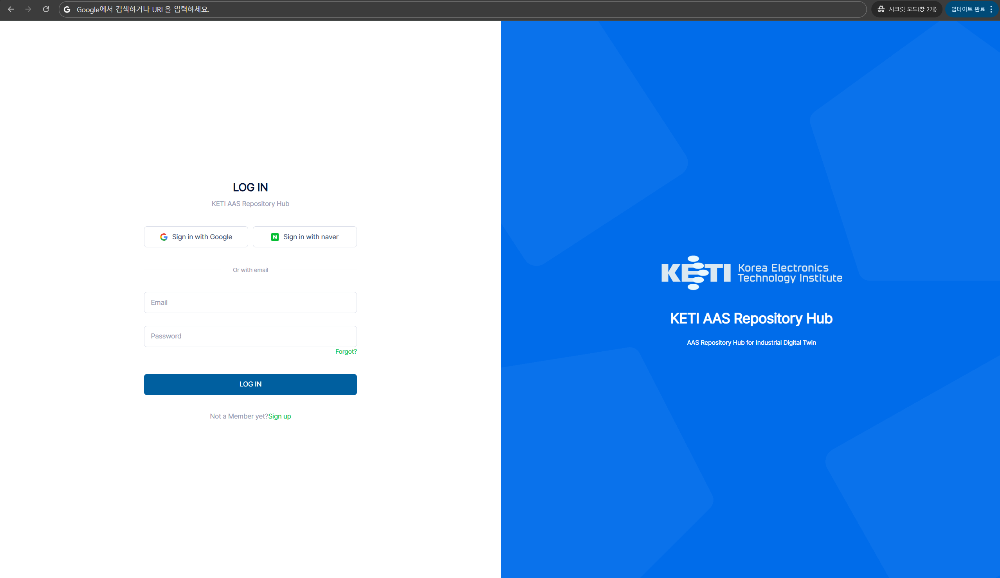 Google에서 검색하거나 URL을 입력하세요.
시크릿 모드(창 2개)
업데이트 완료
LOG IN
KETI AAS Repository Hub
Sign in with Google
Sign in with naver
Or with email
Email
Password
Forgot?
LOG IN
Not a Member yet?Sign up
KETI
Korea Electronics
Technology Institute
KETI AAS Repository Hub
AAS Repository Hub for Industrial Digital Twin